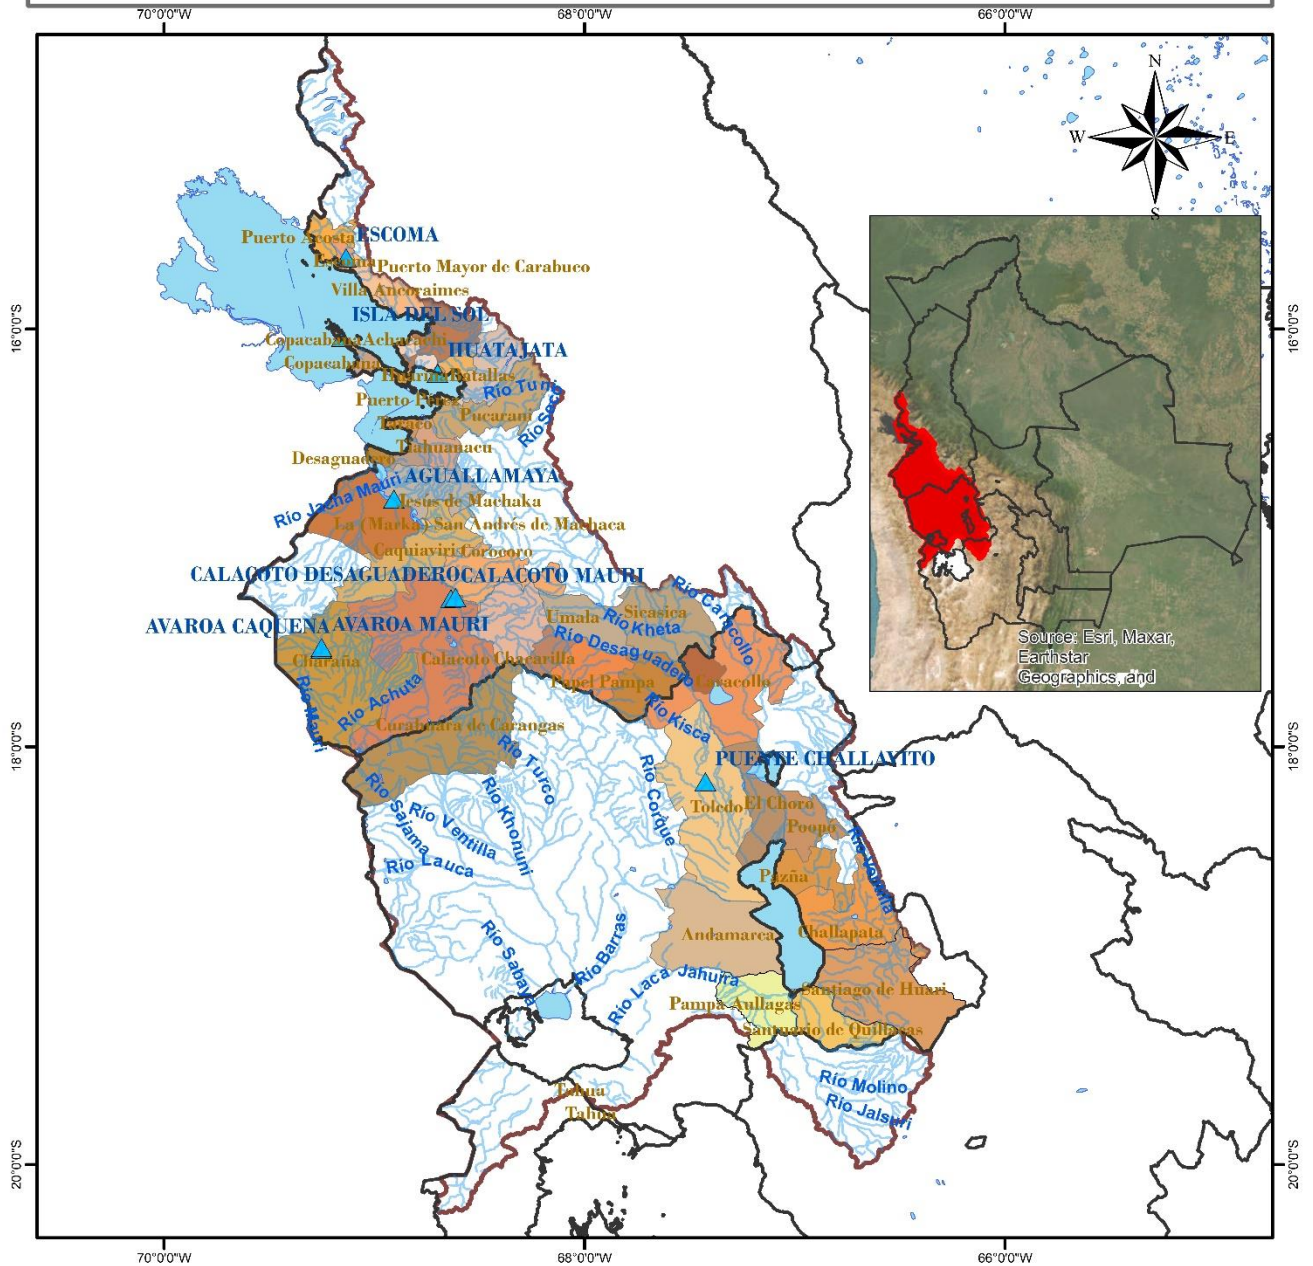 70°0'0"W
68°0'0"W
66°0'0"W
N
W
E
S
16°0'0"S
16°0'0"S
Puerto Acosta
ESCOMA
Escoma
Puerto Mayor de Carabuco
Villa Ancoraimes
ISLA DEL SOL
Copacabana
Achacachi
HUATAJATA
Copacabana
Huarina
Batallas
Río Tuni
Puerto Pérez
Pucarani
Río Seco
Taraco
Tiahuanacu
Desaguadero
AGUALLAMAYA
Río Jacha Mauri
Jesús de Machaka
La (Marka) San Andrés de Machaca
Caquiaviri
Corocoro
CALACOTO DESAGUADERO
CALACOTO MAURI
Río Caracollo
Umala
Sicasica
Río Kheta
AVAROA CAQUENA
AVAROA MAURI
Río Desaguadero
Source: Esri, Maxar,
Earthstar
Geographics, and
Charaña
Calacoto
Chacarilla
Papel Pampa
Caracollo
Río Mauri
Río Achuta
Río Kisca
Curahuara de Carangas
18°0'0"S
18°0'0"S
Río Turco
PUENTE CHALLAYITO
Río Corque
Río Sajama
Río Khonuni
Río Ventilla
Toledo
El Choro
Poopó
Río Lauca
Pazña
Andamarca
Challapata
Río Sabaya
Río Barras
Río Laca Jahuira
Pampa Aullagas
Santiago de Huari
Santuario de Quillacas
Río Molino
Río Jalsuri
Tahua
Tahua
20°0'0"S
20°0'0"S
70°0'0"W
68°0'0"W
66°0'0"W